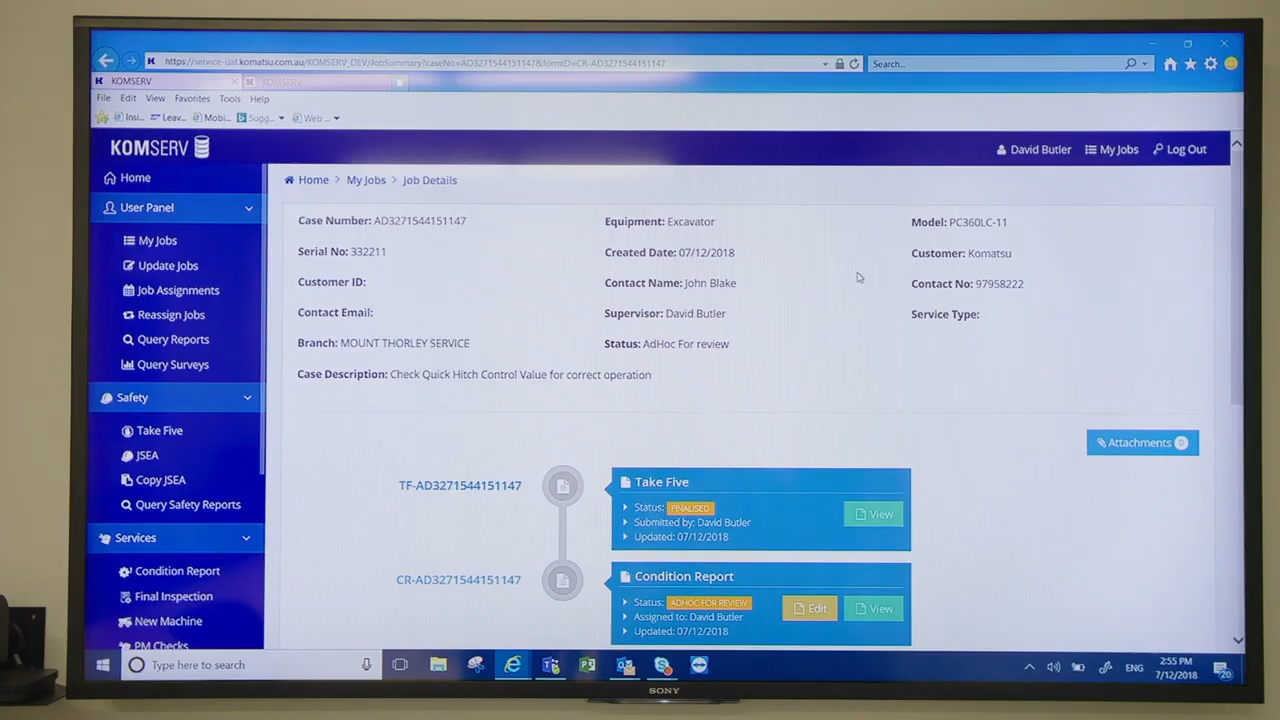 https://service-uat.komatsu.com.au/KOMSERV_DEV/JobSummary?caseNo=AD3271544151147&formID=CR-AD3271544151147
Search...
KOMSERV
KOMSERV
File Edit View Favorites Tools Help
Insi... Leav... Mobi... Sugg... Web ...
KOMSERV
David Butler My Jobs Log Out
Home
User Panel
My Jobs
Update Jobs
Job Assignments
Reassign Jobs
Query Reports
Query Surveys
Safety
Take Five
JSEA
Copy JSEA
Query Safety Reports
Services
Condition Report
Final Inspection
New Machine
PM Checks
Home > My Jobs > Job Details
Case Number: AD3271544151147 Equipment: Excavator Model: PC360LC-11
Serial No: 332211 Created Date: 07/12/2018 Customer: Komatsu
Customer ID: Contact Name: John Blake Contact No: 97958222
Contact Email: Supervisor: David Butler Service Type:
Branch: MOUNT THORLEY SERVICE Status: AdHoc For review
Case Description: Check Quick Hitch Control Value for correct operation
Attachments 0
TF-AD3271544151147
Take Five
Status: FINALISED
Submitted by: David Butler
Updated: 07/12/2018
View
CR-AD3271544151147
Condition Report
Status: ADHOC FOR REVIEW
Assigned to: David Butler
Updated: 07/12/2018
Edit View
Type here to search
ENG
2:55 PM
7/12/2018
20
SONY